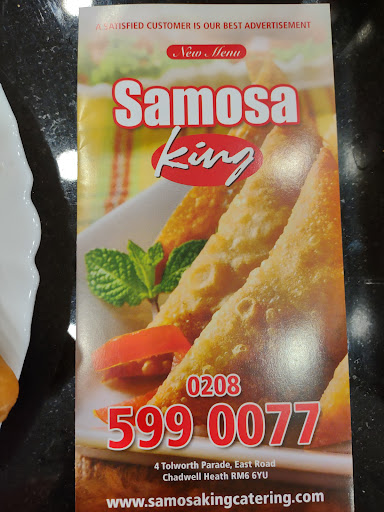 A SATISFIED CUSTOMER IS OUR BEST ADVERTISEMENT
New Menu
Samosa
King
0208
599 0077
4 Tolworth Parade, East Road
Chadwell Heath RM6 6YU
www.samosakingcatering.com